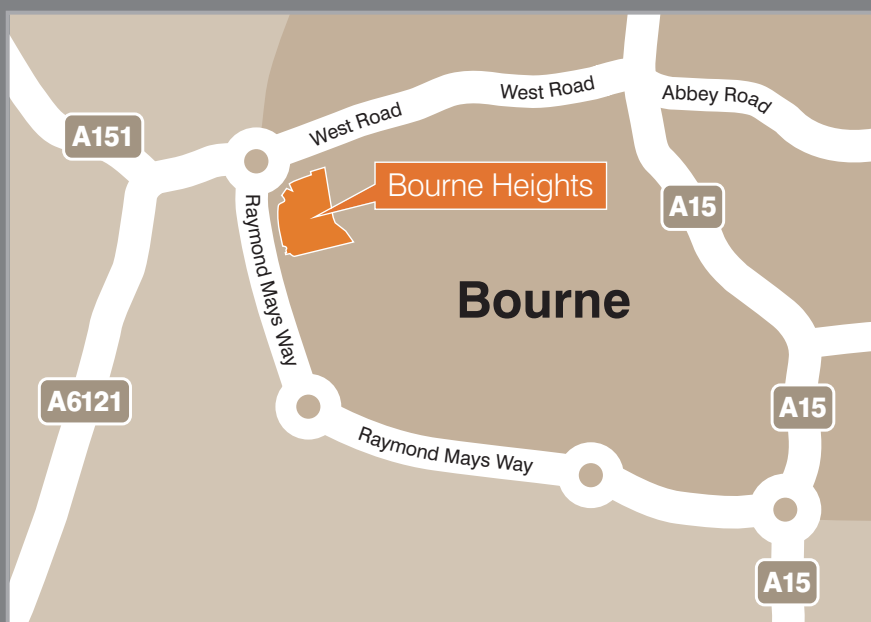 West Road
Abbey Road
West Road
A151
Bourne Heights
A15
Raymond Mays Way
Bourne
A6121
A15
Raymond Mays Way
A15